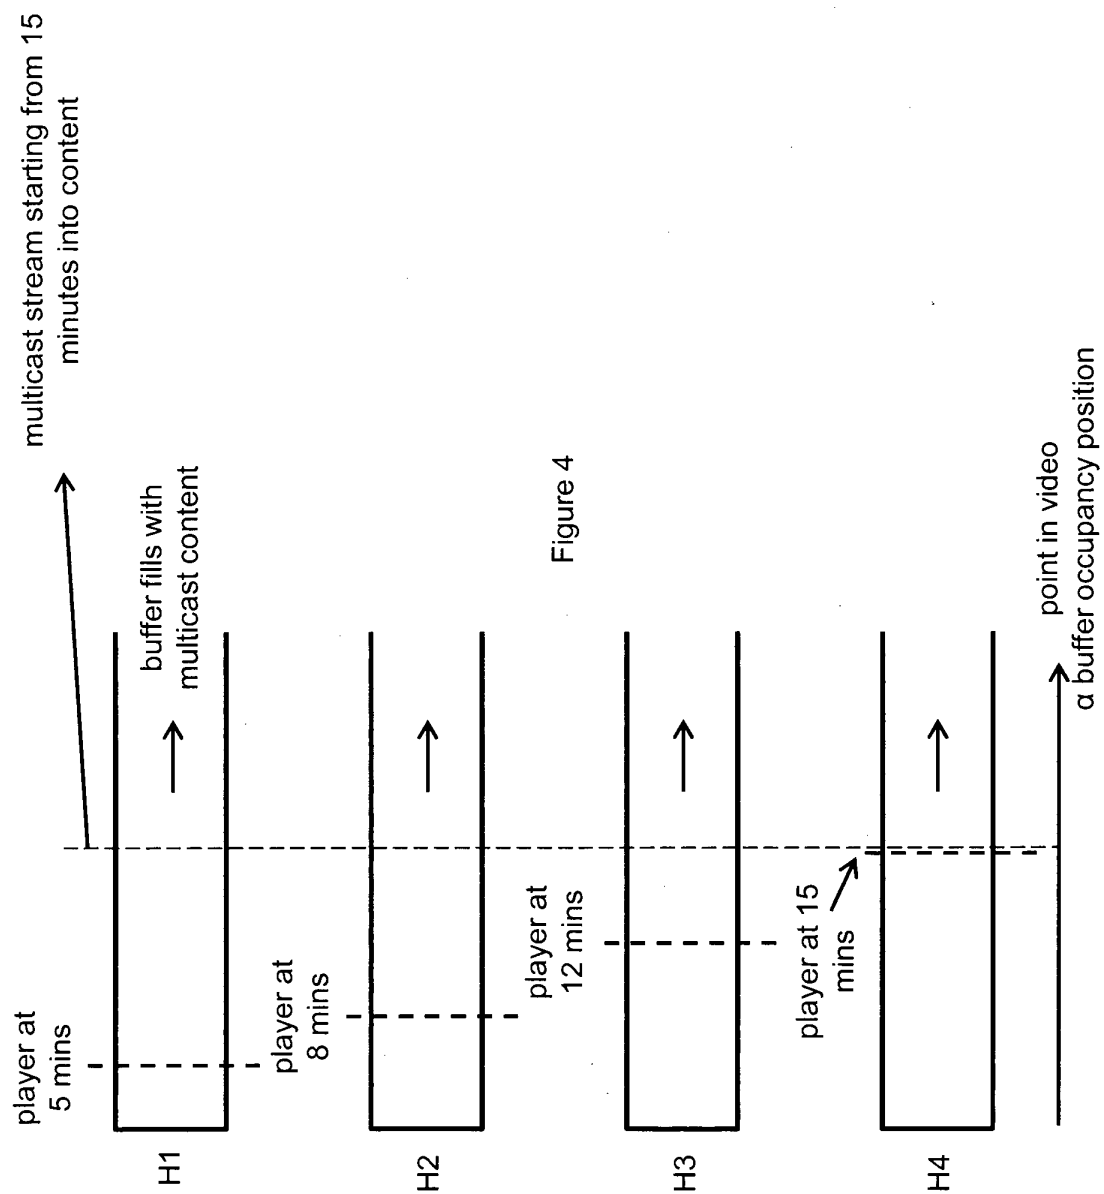 multicast stream starting from 15
minutes into content
player at
5 mins
buffer fills with
multicast content
H1
player at
8 mins
H2
player at
12 mins
H3
player at 15
mins
H4
point in video
α buffer occupancy position
Figure 4